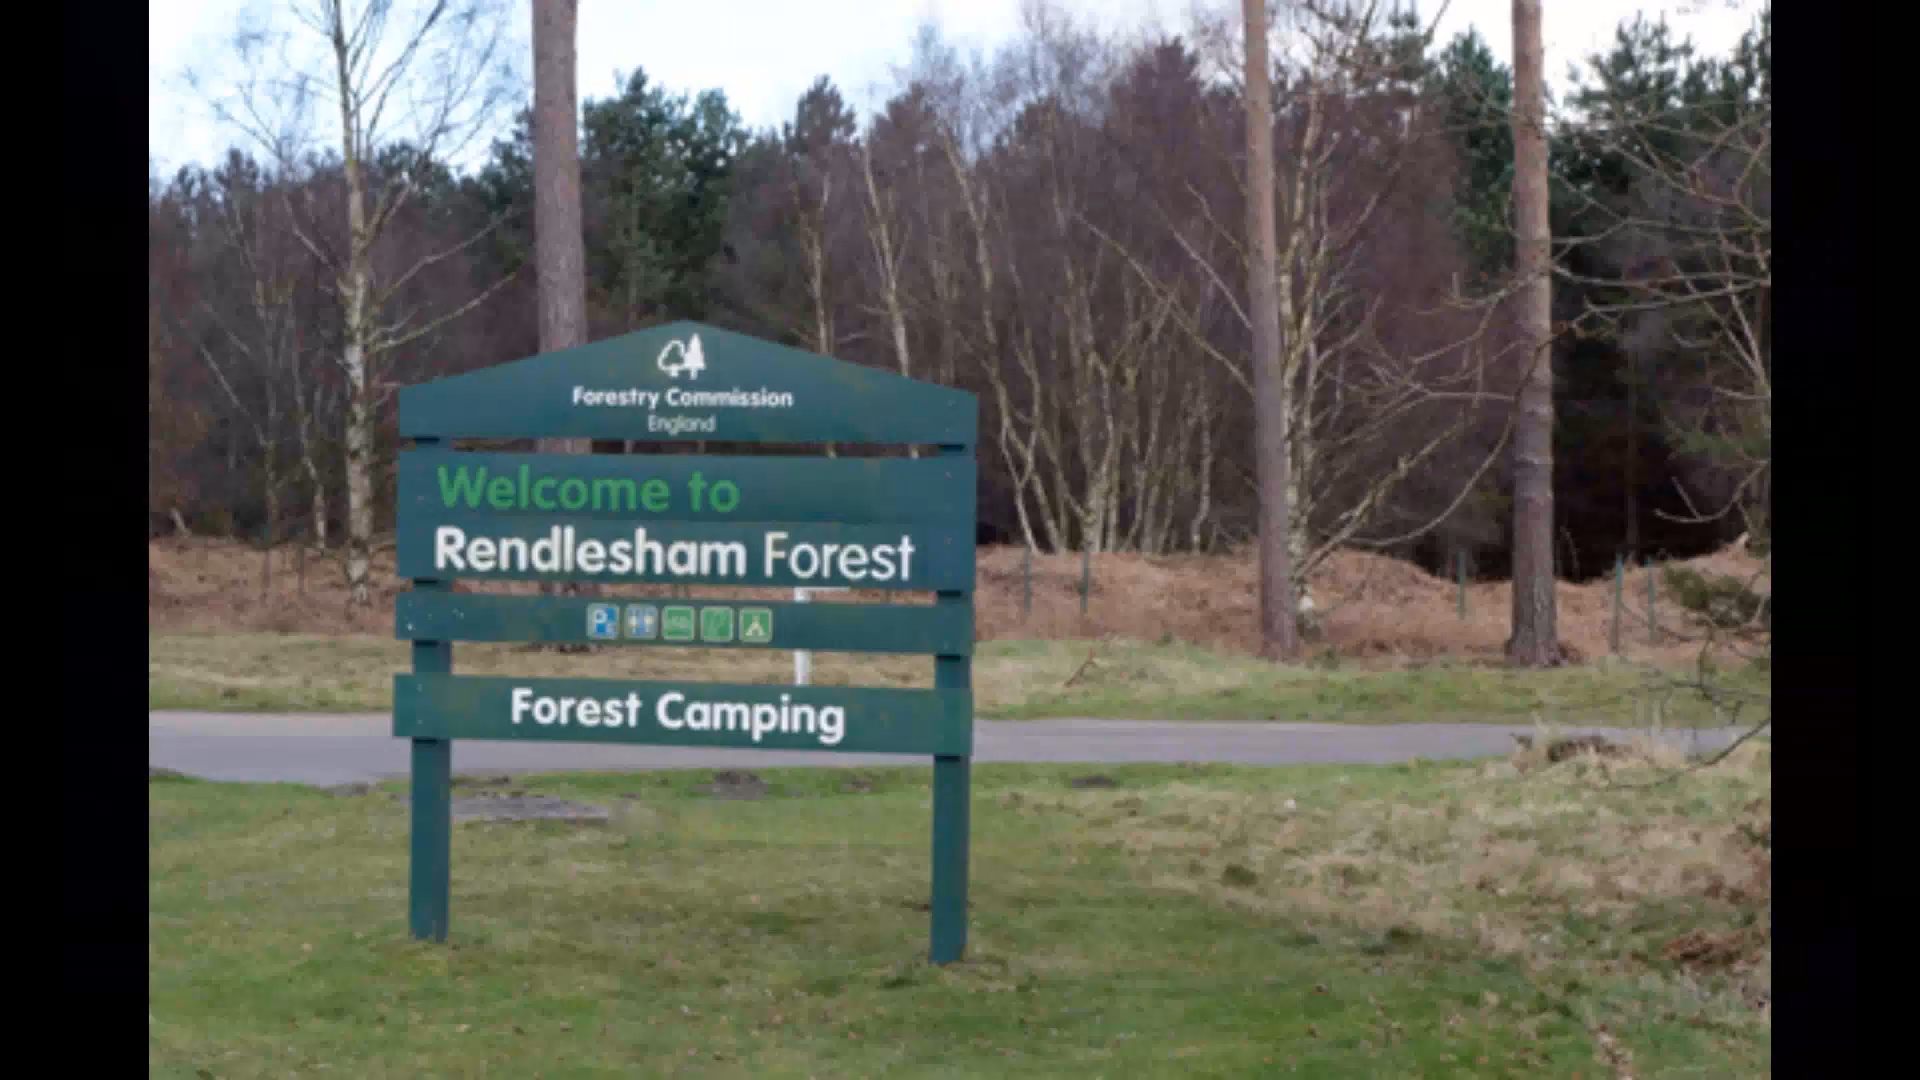 Forestry Commission
England
Welcome to
Rendlesham Forest
P
Forest Camping